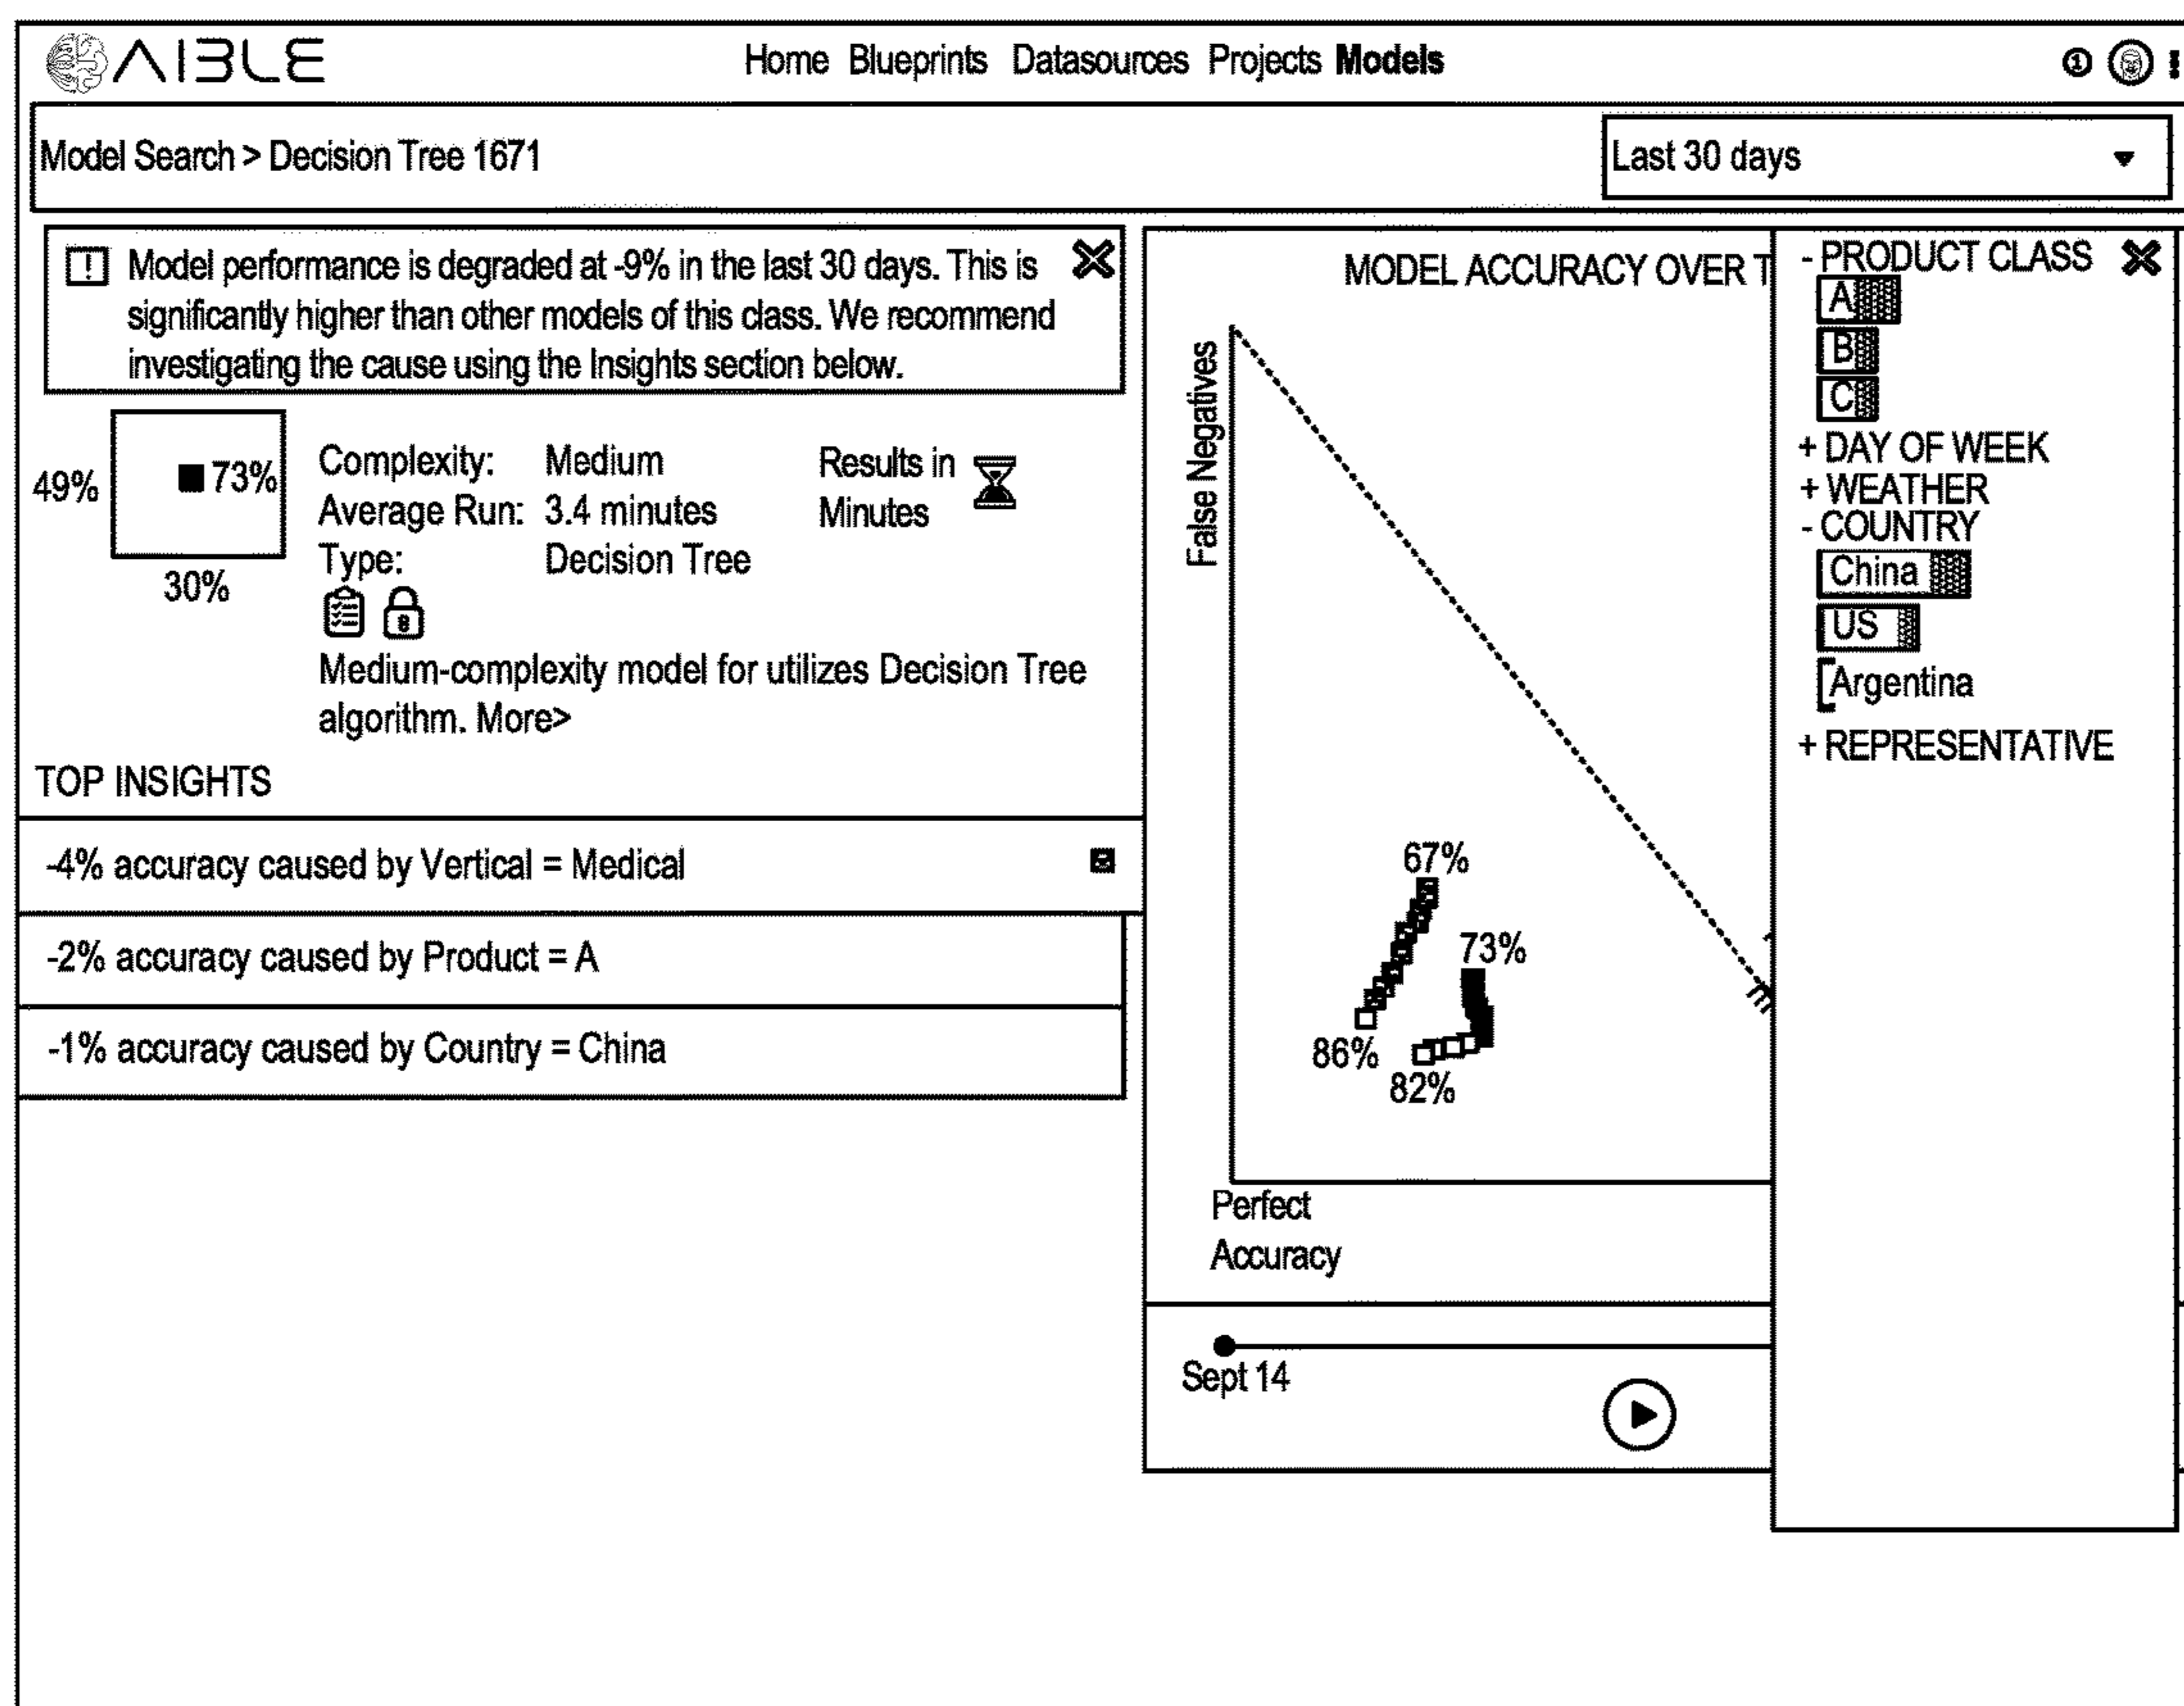 AIBLE
Home Blueprints Datasources Projects Models
1
Model Search > Decision Tree 1671
Last 30 days
! Model performance is degraded at -9% in the last 30 days. This is
significantly higher than other models of this class. We recommend
investigating the cause using the Insights section below.
49%
73%
30%
Complexity: Medium
Average Run: 3.4 minutes
Type: Decision Tree
Results in
Minutes
Medium-complexity model for utilizes Decision Tree
algorithm. More>
TOP INSIGHTS
-4% accuracy caused by Vertical = Medical
-2% accuracy caused by Product = A
-1% accuracy caused by Country = China
MODEL ACCURACY OVER T
False Negatives
67%
73%
86%
82%
Perfect
Accuracy
Sept 14
- PRODUCT CLASS
A
B
C
+ DAY OF WEEK
+ WEATHER
- COUNTRY
China
US
Argentina
+ REPRESENTATIVE